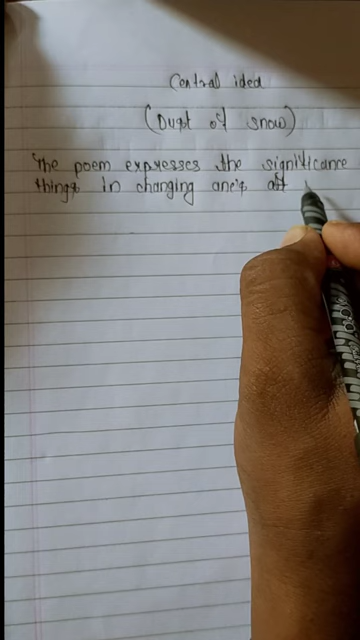 Central idea
(Dust of snow)
The poem expresses the significance
things in changing one's att